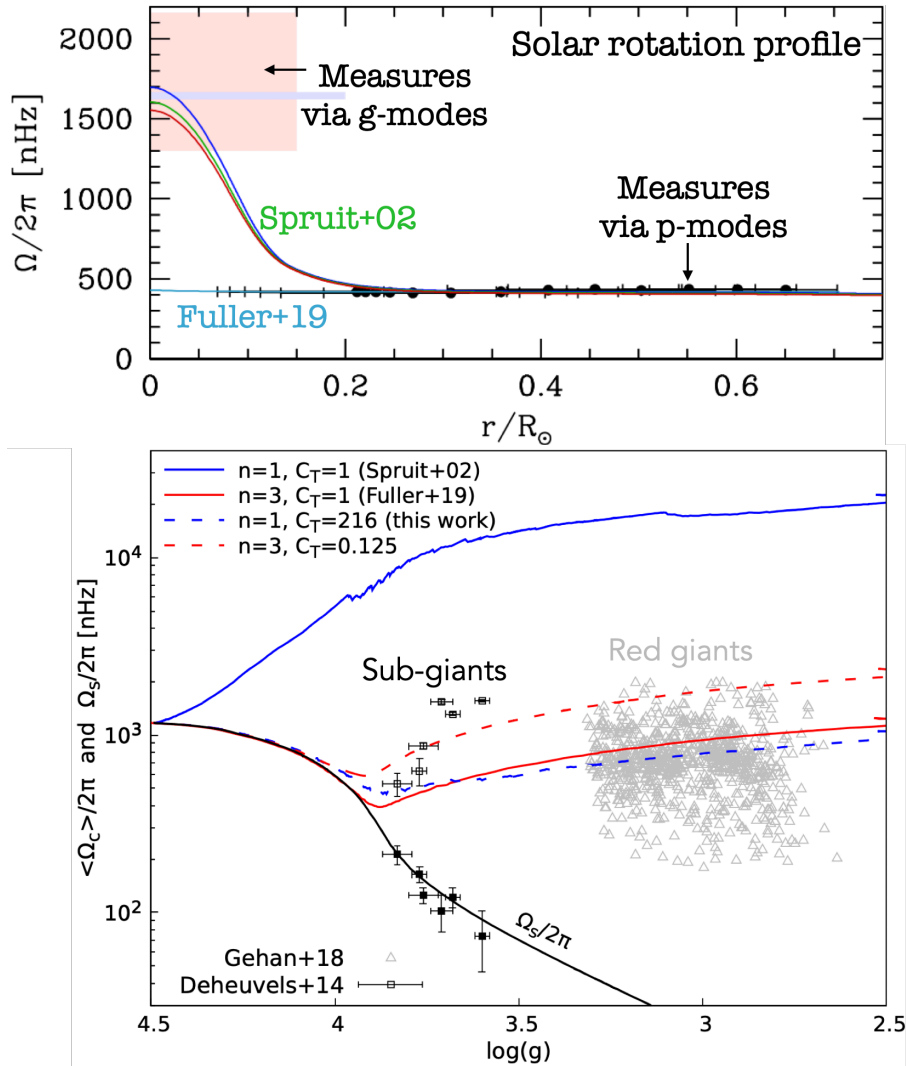 Solar rotation profile
Measures
via g-modes
Spruit+02
Measures
via p-modes
Fuller+19
Ω/2π [nHz]
2000
1500
1000
500
0
0
0.2
0.4
0.6
r/R⊙
n=1, C_T=1 (Spruit+02)
n=3, C_T=1 (Fuller+19)
n=1, C_T=216 (this work)
n=3, C_T=0.125
Sub-giants
Red giants
Ω_S/2π
Gehan+18
Deheuvels+14
<Ω_C>/2π and Ω_S/2π [nHz]
10^4
10^3
10^2
4.5
4
3.5
3
2.5
log(g)